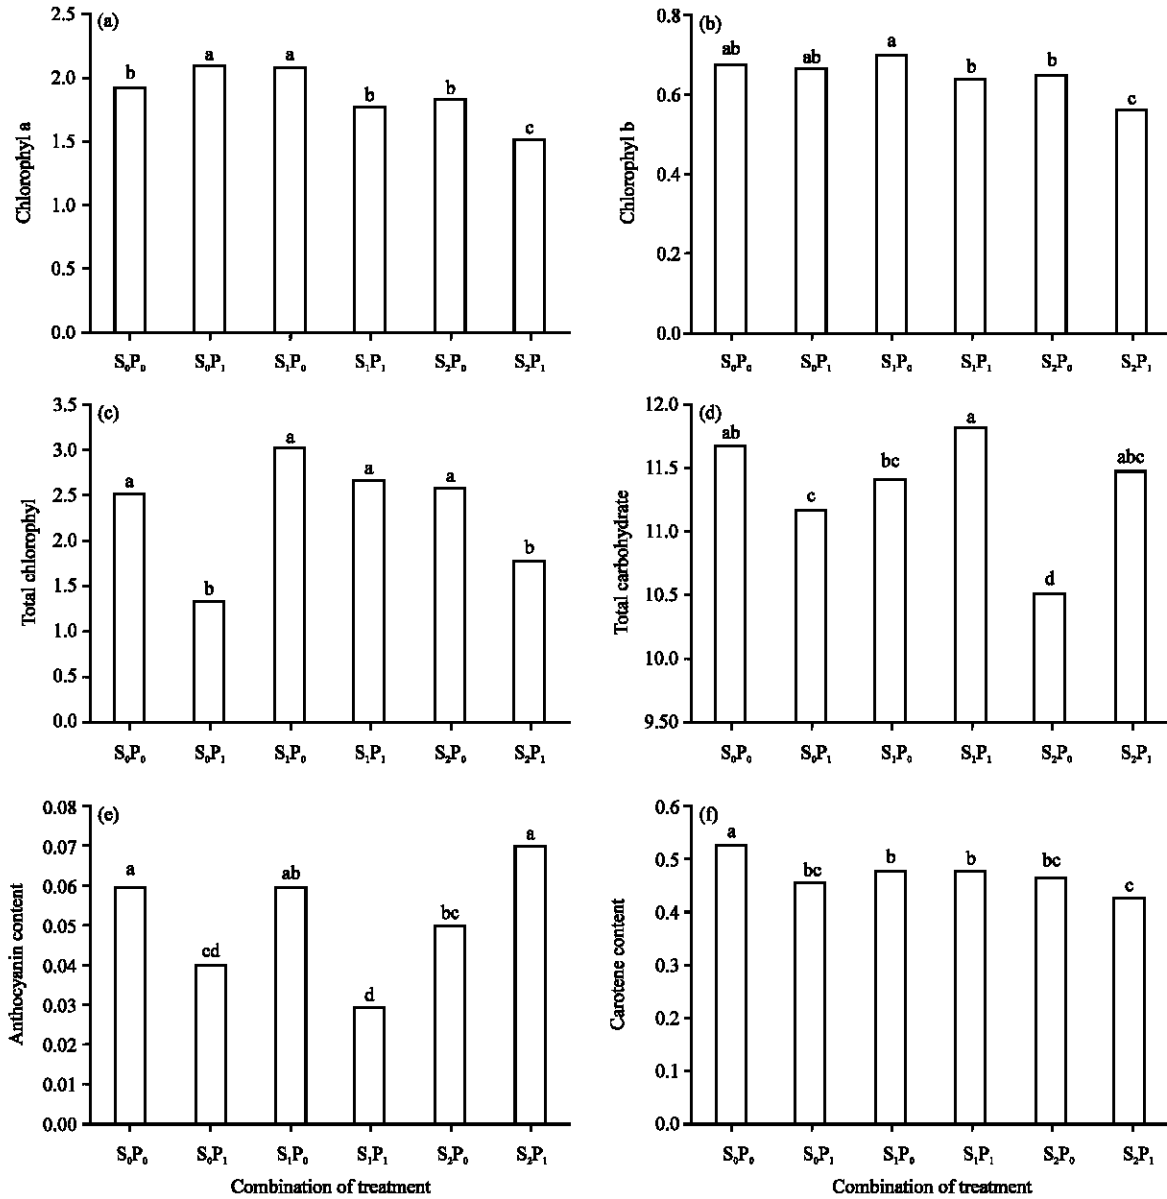 (a)
Chlorophyl a
2.5
2.0
1.5
1.0
0.5
0.0
b a a b b c
S₀P₀ S₀P₁ S₁P₀ S₁P₁ S₂P₀ S₂P₁
(b)
Chlorophyl b
0.8
0.6
0.4
0.2
0.0
ab ab a b b c
S₀P₀ S₀P₁ S₁P₀ S₁P₁ S₂P₀ S₂P₁
(c)
Total chlorophyl
3.5
3.0
2.5
2.0
1.5
1.0
0.5
0.0
a b a a a b
S₀P₀ S₀P₁ S₁P₀ S₁P₁ S₂P₀ S₂P₁
(d)
Total carbohydrate
12.0
11.5
11.0
10.5
10.0
9.50
ab c bc a d abc
S₀P₀ S₀P₁ S₁P₀ S₁P₁ S₂P₀ S₂P₁
(e)
Anthocyanin content
0.08
0.07
0.06
0.05
0.04
0.03
0.02
0.01
0.00
a cd ab d bc a
S₀P₀ S₀P₁ S₁P₀ S₁P₁ S₂P₀ S₂P₁
Combination of treatment
(f)
Carotene content
0.6
0.5
0.4
0.3
0.2
0.1
0.0
a bc b b bc c
S₀P₀ S₀P₁ S₁P₀ S₁P₁ S₂P₀ S₂P₁
Combination of treatment